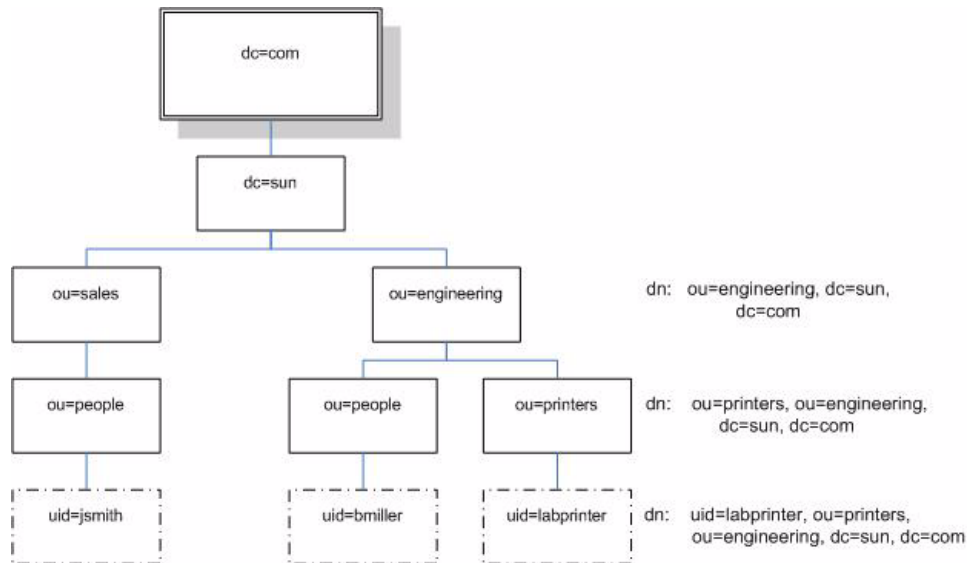 dc=com
dc=sun
ou=sales
ou=engineering
dn: ou=engineering, dc=sun,
dc=com
ou=people
ou=people
ou=printers
dn: ou=printers, ou=engineering,
dc=sun, dc=com
uid=jsmith
uid=bmiller
uid=labprinter
dn: uid=labprinter, ou=printers,
ou=engineering, dc=sun, dc=com